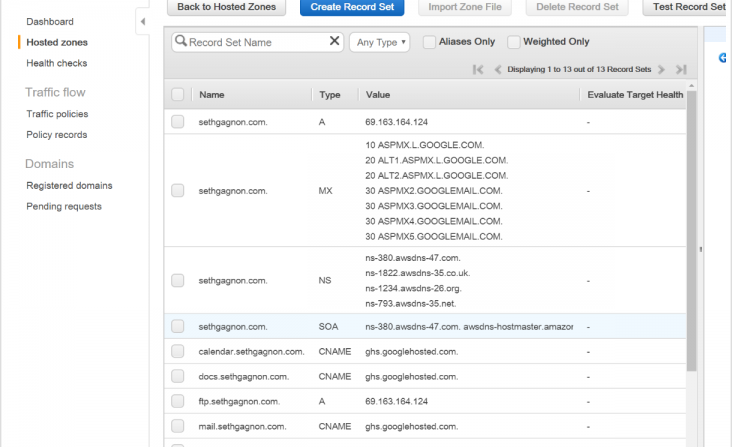 Back to Hosted Zones
Create Record Set
Import Zone File
Delete Record Set
Test Record Set
Dashboard
Hosted zones
Health checks
Traffic flow
Traffic policies
Policy records
Domains
Registered domains
Pending requests
Record Set Name
Any Type
Aliases Only
Weighted Only
Displaying 1 to 13 out of 13 Record Sets
Name Type Value Evaluate Target Health
sethgagnon.com. A 69.163.164.124 -
10 ASPMX.L.GOOGLE.COM.
20 ALT1.ASPMX.L.GOOGLE.COM.
20 ALT2.ASPMX.L.GOOGLE.COM.
sethgagnon.com. MX 30 ASPMX2.GOOGLEMAIL.COM. -
30 ASPMX3.GOOGLEMAIL.COM.
30 ASPMX4.GOOGLEMAIL.COM.
30 ASPMX5.GOOGLEMAIL.COM.
ns-380.awsdns-47.com.
ns-1822.awsdns-35.co.uk.
sethgagnon.com. NS -
ns-1234.awsdns-26.org.
ns-793.awsdns-35.net.
sethgagnon.com. SOA ns-380.awsdns-47.com. awsdns-hostmaster.amazon -
calendar.sethgagnon.com. CNAME ghs.googlehosted.com. -
docs.sethgagnon.com. CNAME ghs.googlehosted.com. -
ftp.sethgagnon.com. A 69.163.164.124 -
mail.sethgagnon.com. CNAME ghs.googlehosted.com. -